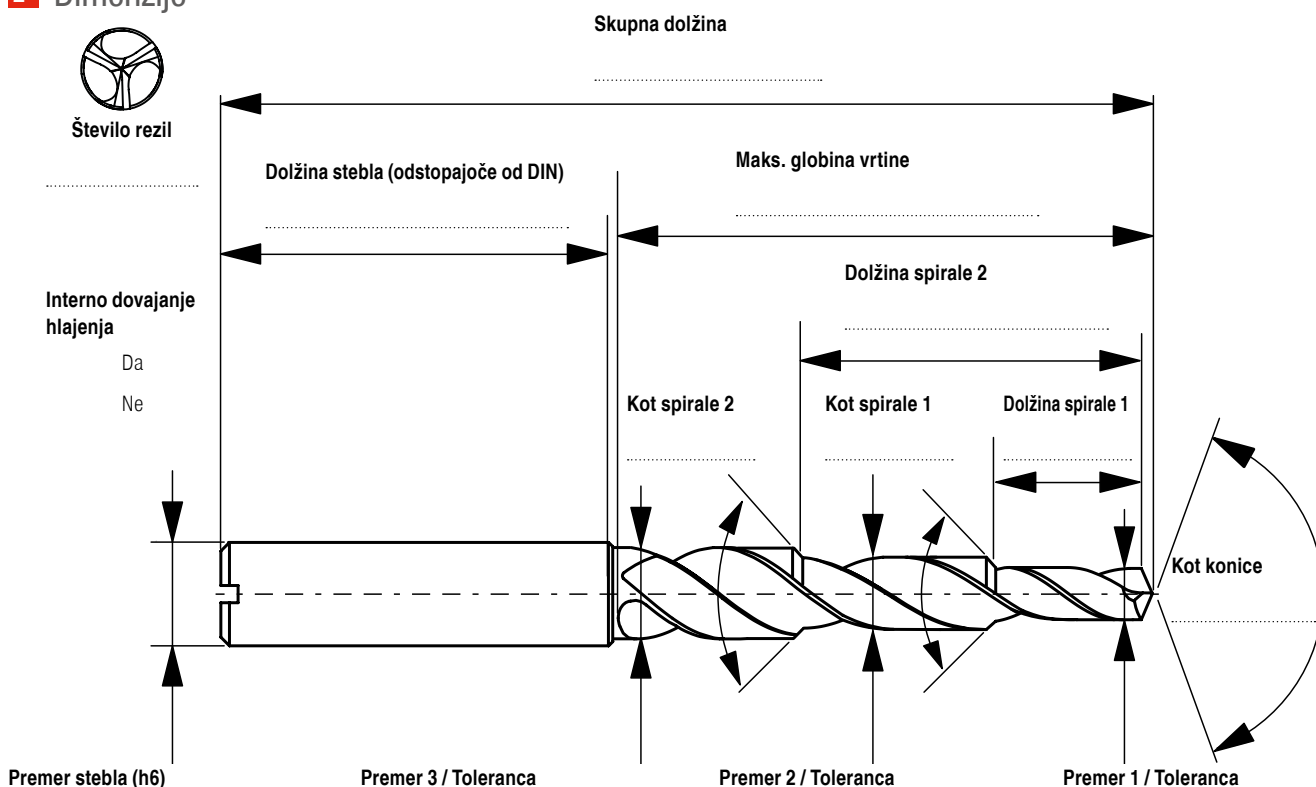 Dimenzije
Skupna dolžina
Število rezil
Dolžina stebla (odstopajoče od DIN)
Maks. globina vrtine
Dolžina spirale 2
Interno dovajanje
hlajenja
Da
Ne
Kot spirale 2
Kot spirale 1
Dolžina spirale 1
Kot konice
Premer stebla (h6)
Premer 3 / Toleranca
Premer 2 / Toleranca
Premer 1 / Toleranca